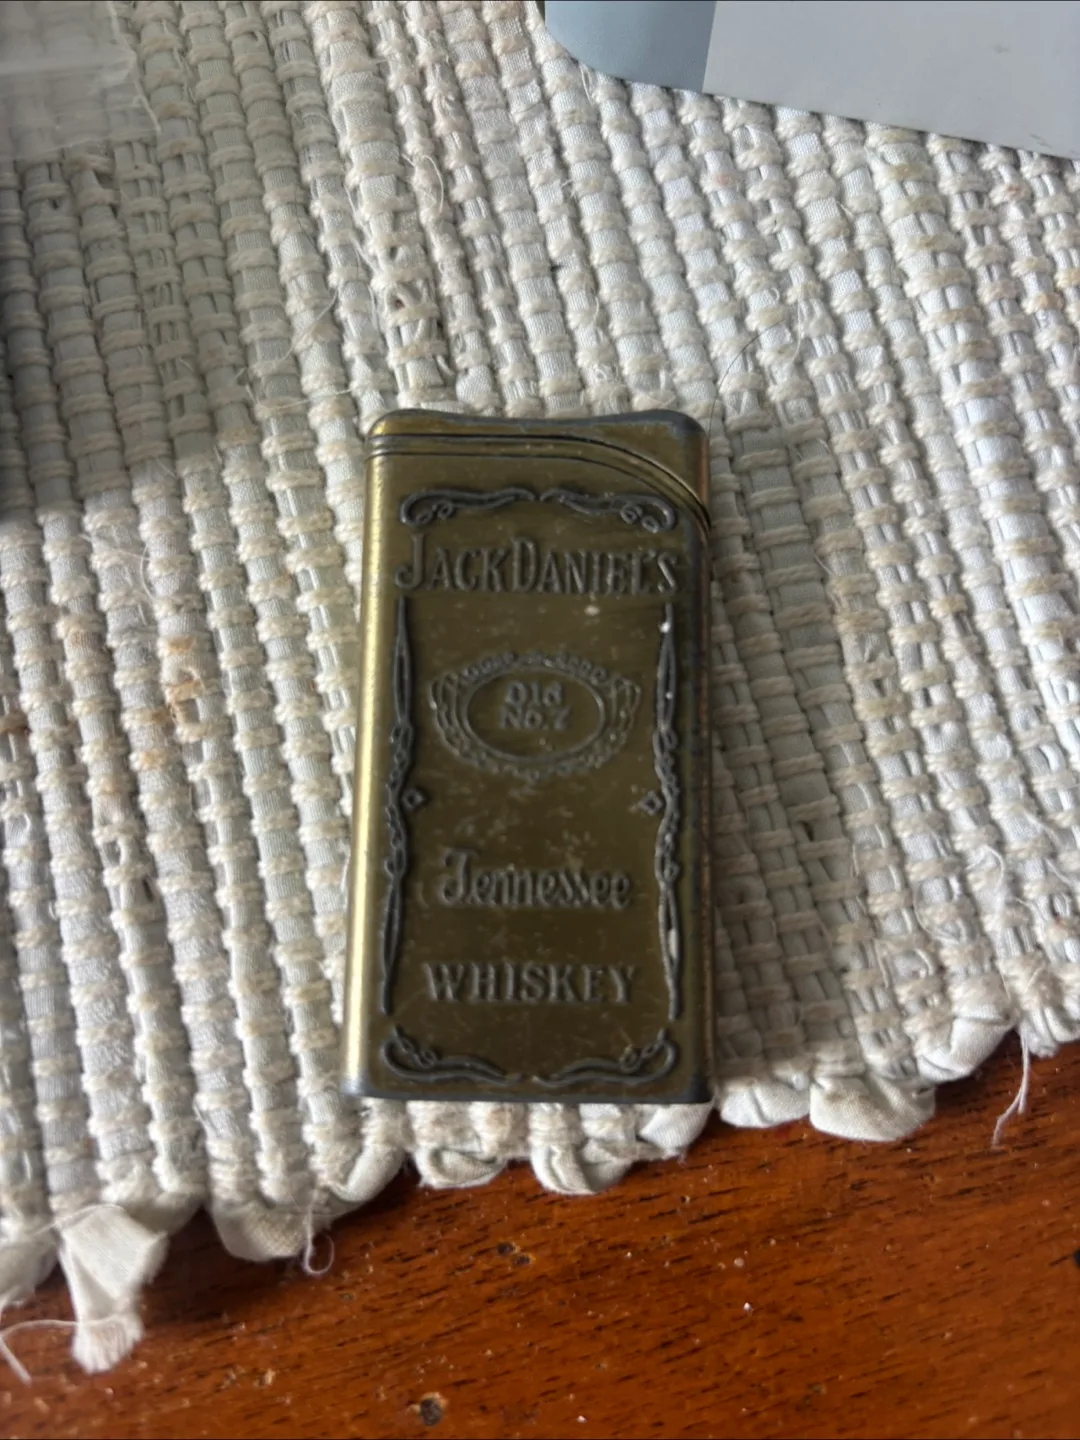 JACK DANIEL'S
Old
No.7
Tennessee
WHISKEY